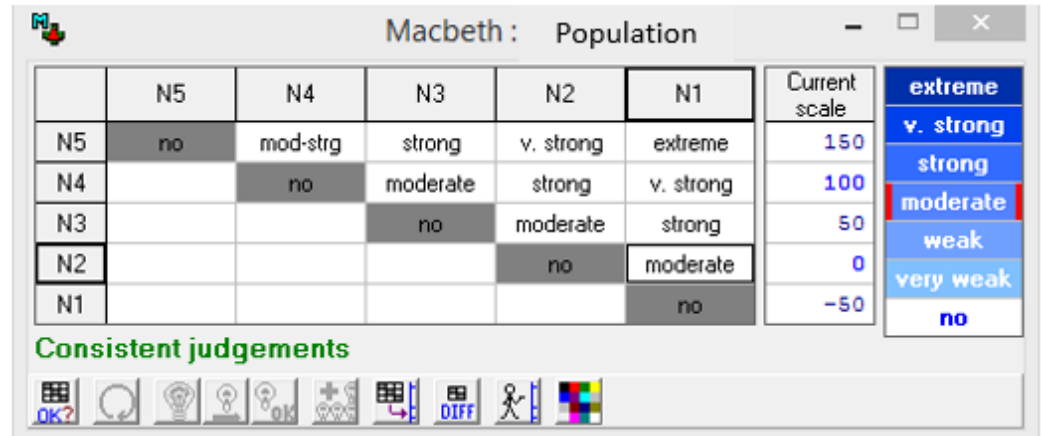 Macbeth : Population
N5 N4 N3 N2 N1 Current scale
N5 no mod-strg strong v. strong extreme 150
N4 no moderate strong v. strong 100
N3 no moderate strong 50
N2 no moderate 0
N1 no -50
extreme
v. strong
strong
moderate
weak
very weak
no
Consistent judgements
OK? OK DIFF